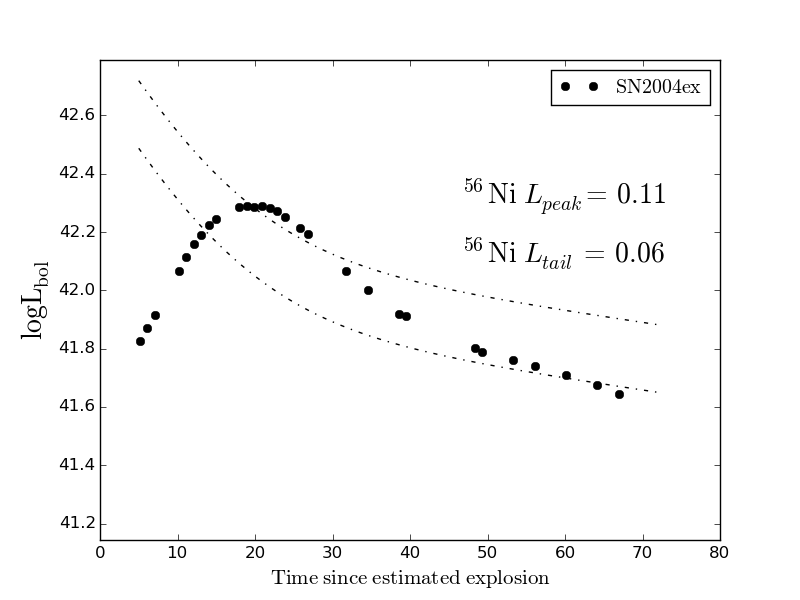 SN2004ex
⁵⁶Ni L_peak = 0.11
⁵⁶Ni L_tail = 0.06
logL_bol
42.6
42.4
42.2
42.0
41.8
41.6
41.4
41.2
0 10 20 30 40 50 60 70 80
Time since estimated explosion